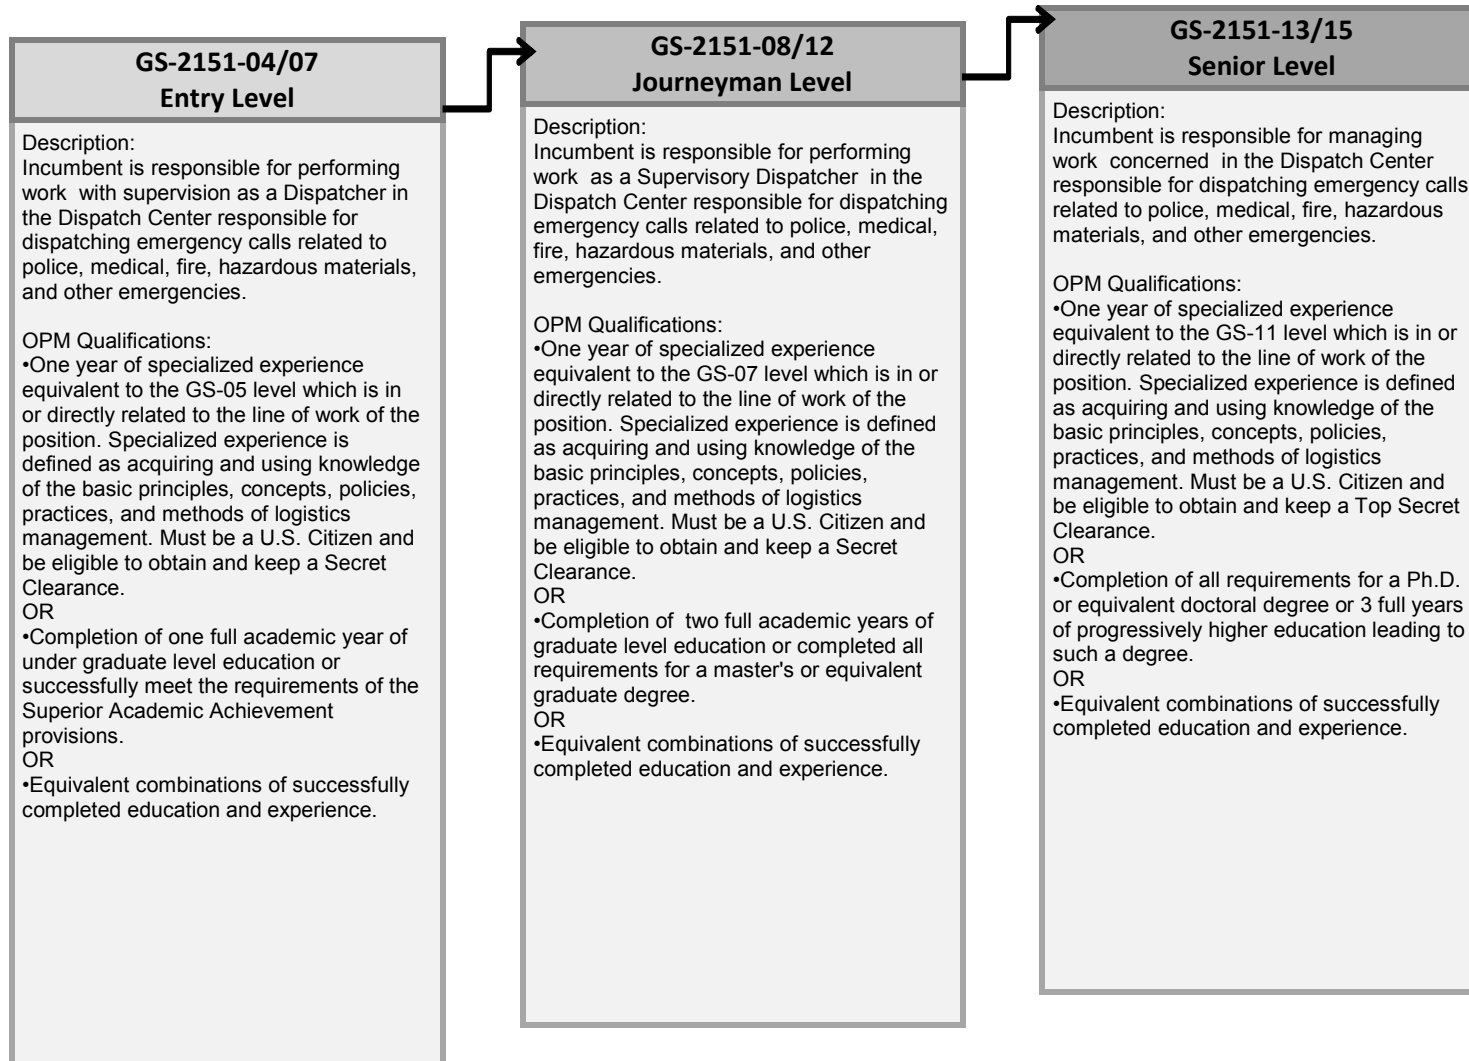 GS-2151-04/07
Entry Level
Description:
Incumbent is responsible for performing
work with supervision as a Dispatcher in
the Dispatch Center responsible for
dispatching emergency calls related to
police, medical, fire, hazardous materials,
and other emergencies.
OPM Qualifications:
•One year of specialized experience
equivalent to the GS-05 level which is in
or directly related to the line of work of the
position. Specialized experience is
defined as acquiring and using knowledge
of the basic principles, concepts, policies,
practices, and methods of logistics
management. Must be a U.S. Citizen and
be eligible to obtain and keep a Secret
Clearance.
OR
•Completion of one full academic year of
under graduate level education or
successfully meet the requirements of the
Superior Academic Achievement
provisions.
OR
•Equivalent combinations of successfully
completed education and experience.
GS-2151-08/12
Journeyman Level
Description:
Incumbent is responsible for performing
work as a Supervisory Dispatcher in the
Dispatch Center responsible for dispatching
emergency calls related to police, medical,
fire, hazardous materials, and other
emergencies.
OPM Qualifications:
•One year of specialized experience
equivalent to the GS-07 level which is in or
directly related to the line of work of the
position. Specialized experience is defined
as acquiring and using knowledge of the
basic principles, concepts, policies,
practices, and methods of logistics
management. Must be a U.S. Citizen and
be eligible to obtain and keep a Secret
Clearance.
OR
•Completion of two full academic years of
graduate level education or completed all
requirements for a master's or equivalent
graduate degree.
OR
•Equivalent combinations of successfully
completed education and experience.
GS-2151-13/15
Senior Level
Description:
Incumbent is responsible for managing
work concerned in the Dispatch Center
responsible for dispatching emergency calls
related to police, medical, fire, hazardous
materials, and other emergencies.
OPM Qualifications:
•One year of specialized experience
equivalent to the GS-11 level which is in or
directly related to the line of work of the
position. Specialized experience is defined
as acquiring and using knowledge of the
basic principles, concepts, policies,
practices, and methods of logistics
management. Must be a U.S. Citizen and
be eligible to obtain and keep a Top Secret
Clearance.
OR
•Completion of all requirements for a Ph.D.
or equivalent doctoral degree or 3 full years
of progressively higher education leading to
such a degree.
OR
•Equivalent combinations of successfully
completed education and experience.